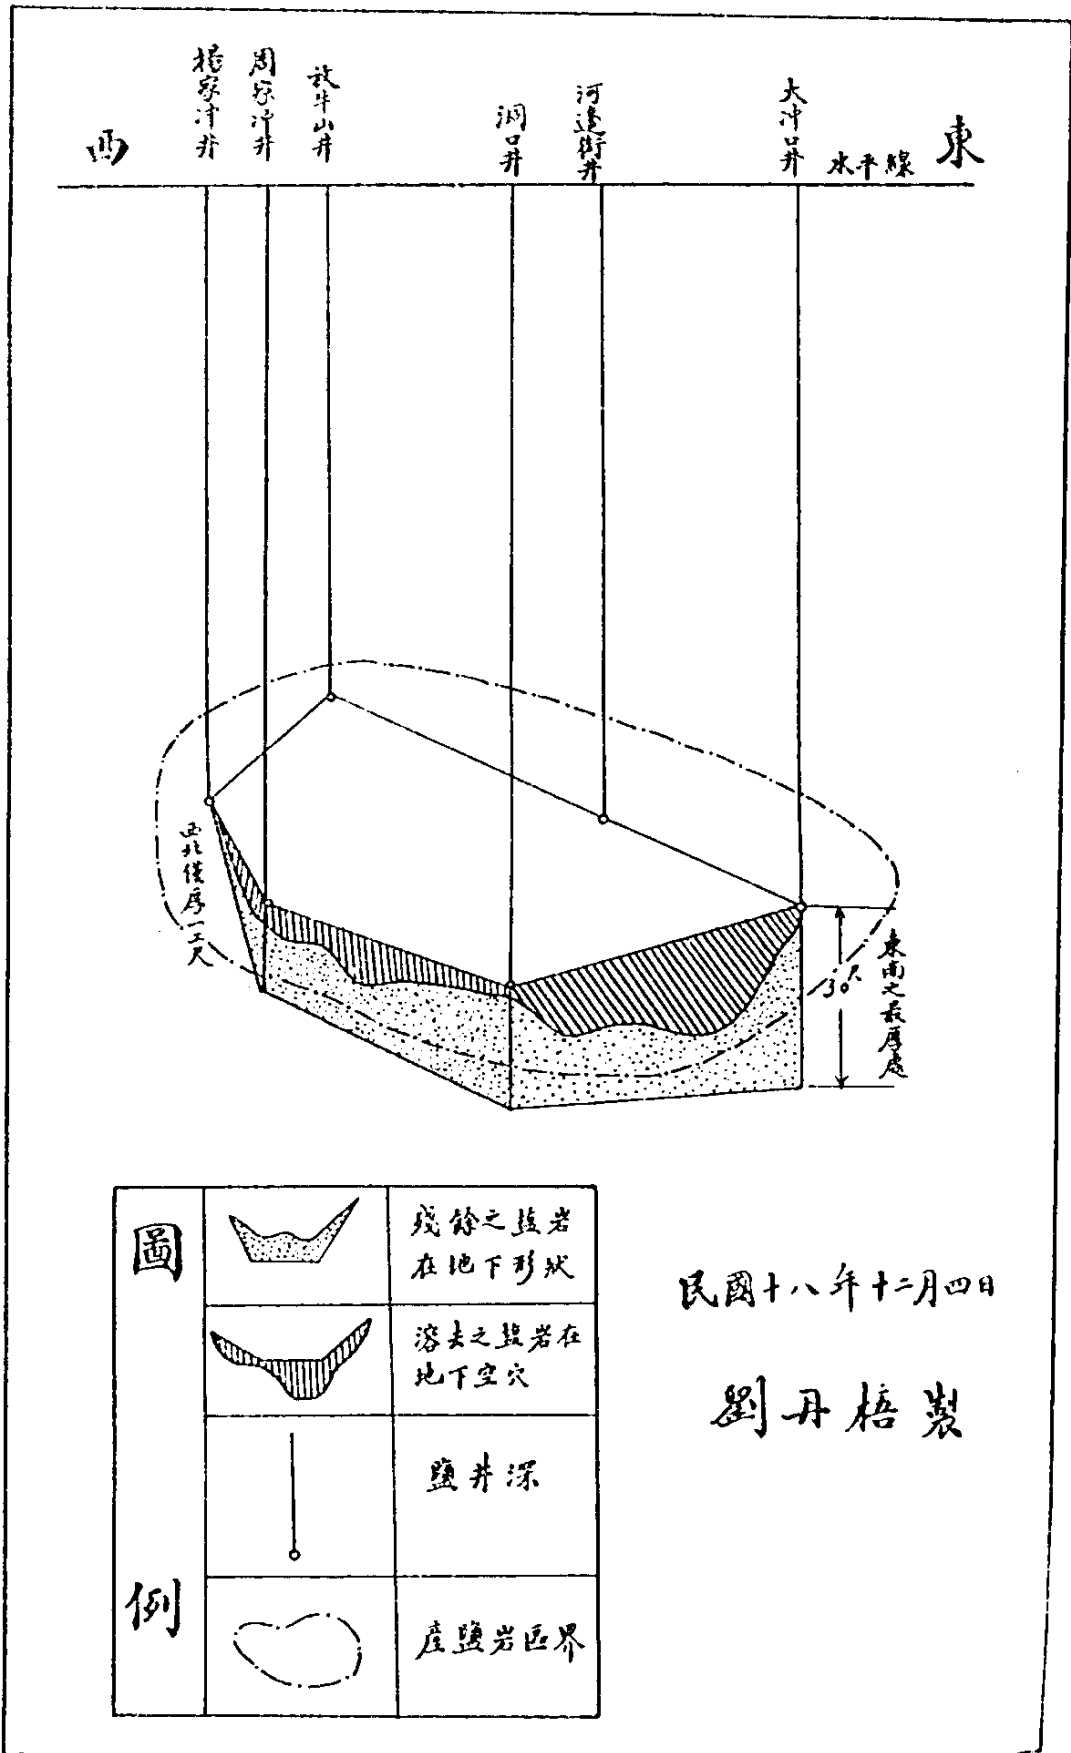 東
水平線
大冲口井
河邊街井
洞口井
放牛山井
周家冲井
楊家冲井
西
西北僅厚一工尺
東南之最厚處
30尺
圖例
殘餘之鹽岩
在地下形狀
溶去之鹽岩在
地下空穴
鹽井深
産鹽岩區界
民國十八年十二月四日
劉丹梧製